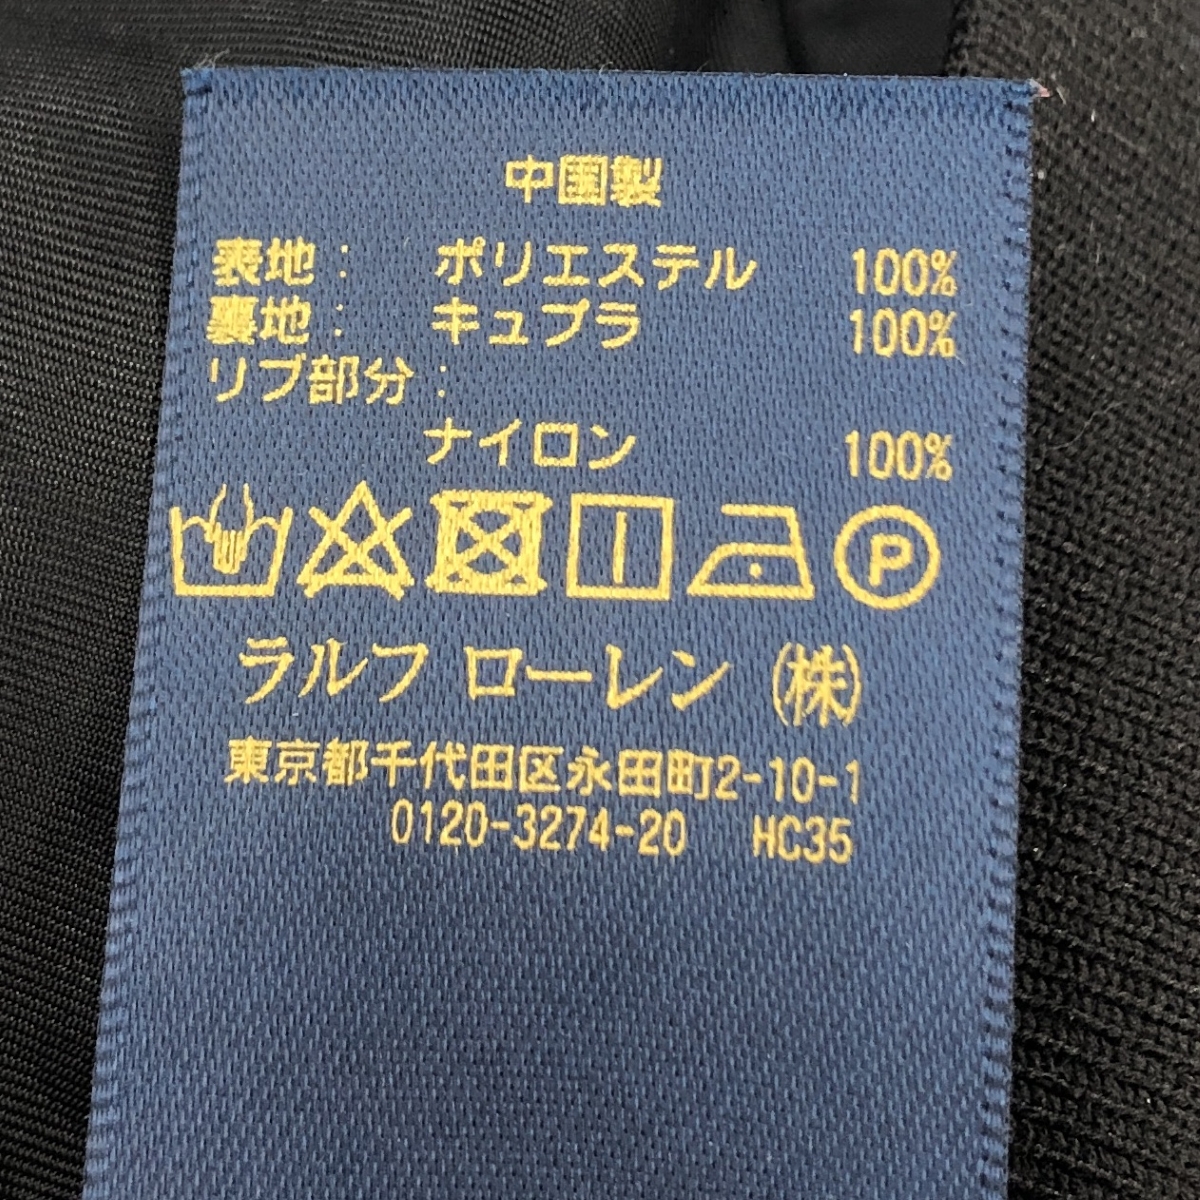 中国製
表地： ポリエステル 100%
裏地： キュプラ 100%
リブ部分：
ナイロン 100%
P
ラルフ ローレン (株)
東京都千代田区永田町2-10-1
0120-3274-20 HC35